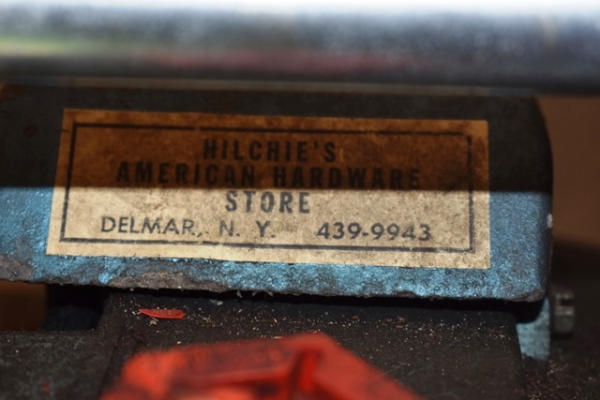 HILCHIE'S
AMERICAN HARDWARE
STORE
DELMAR, N. Y. 439-9943